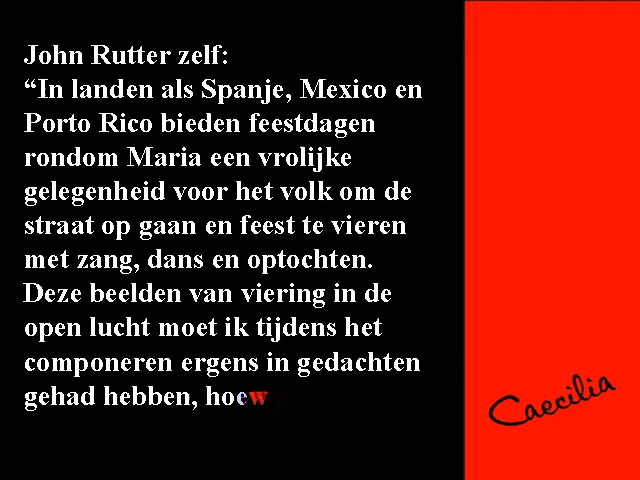 John Rutter zelf:
“In landen als Spanje, Mexico en
Porto Rico bieden feestdagen
rondom Maria een vrolijke
gelegenheid voor het volk om de
straat op gaan en feest te vieren
met zang, dans en optochten.
Deze beelden van viering in de
open lucht moet ik tijdens het
componeren ergens in gedachten
gehad hebben, hoew
Caecilia